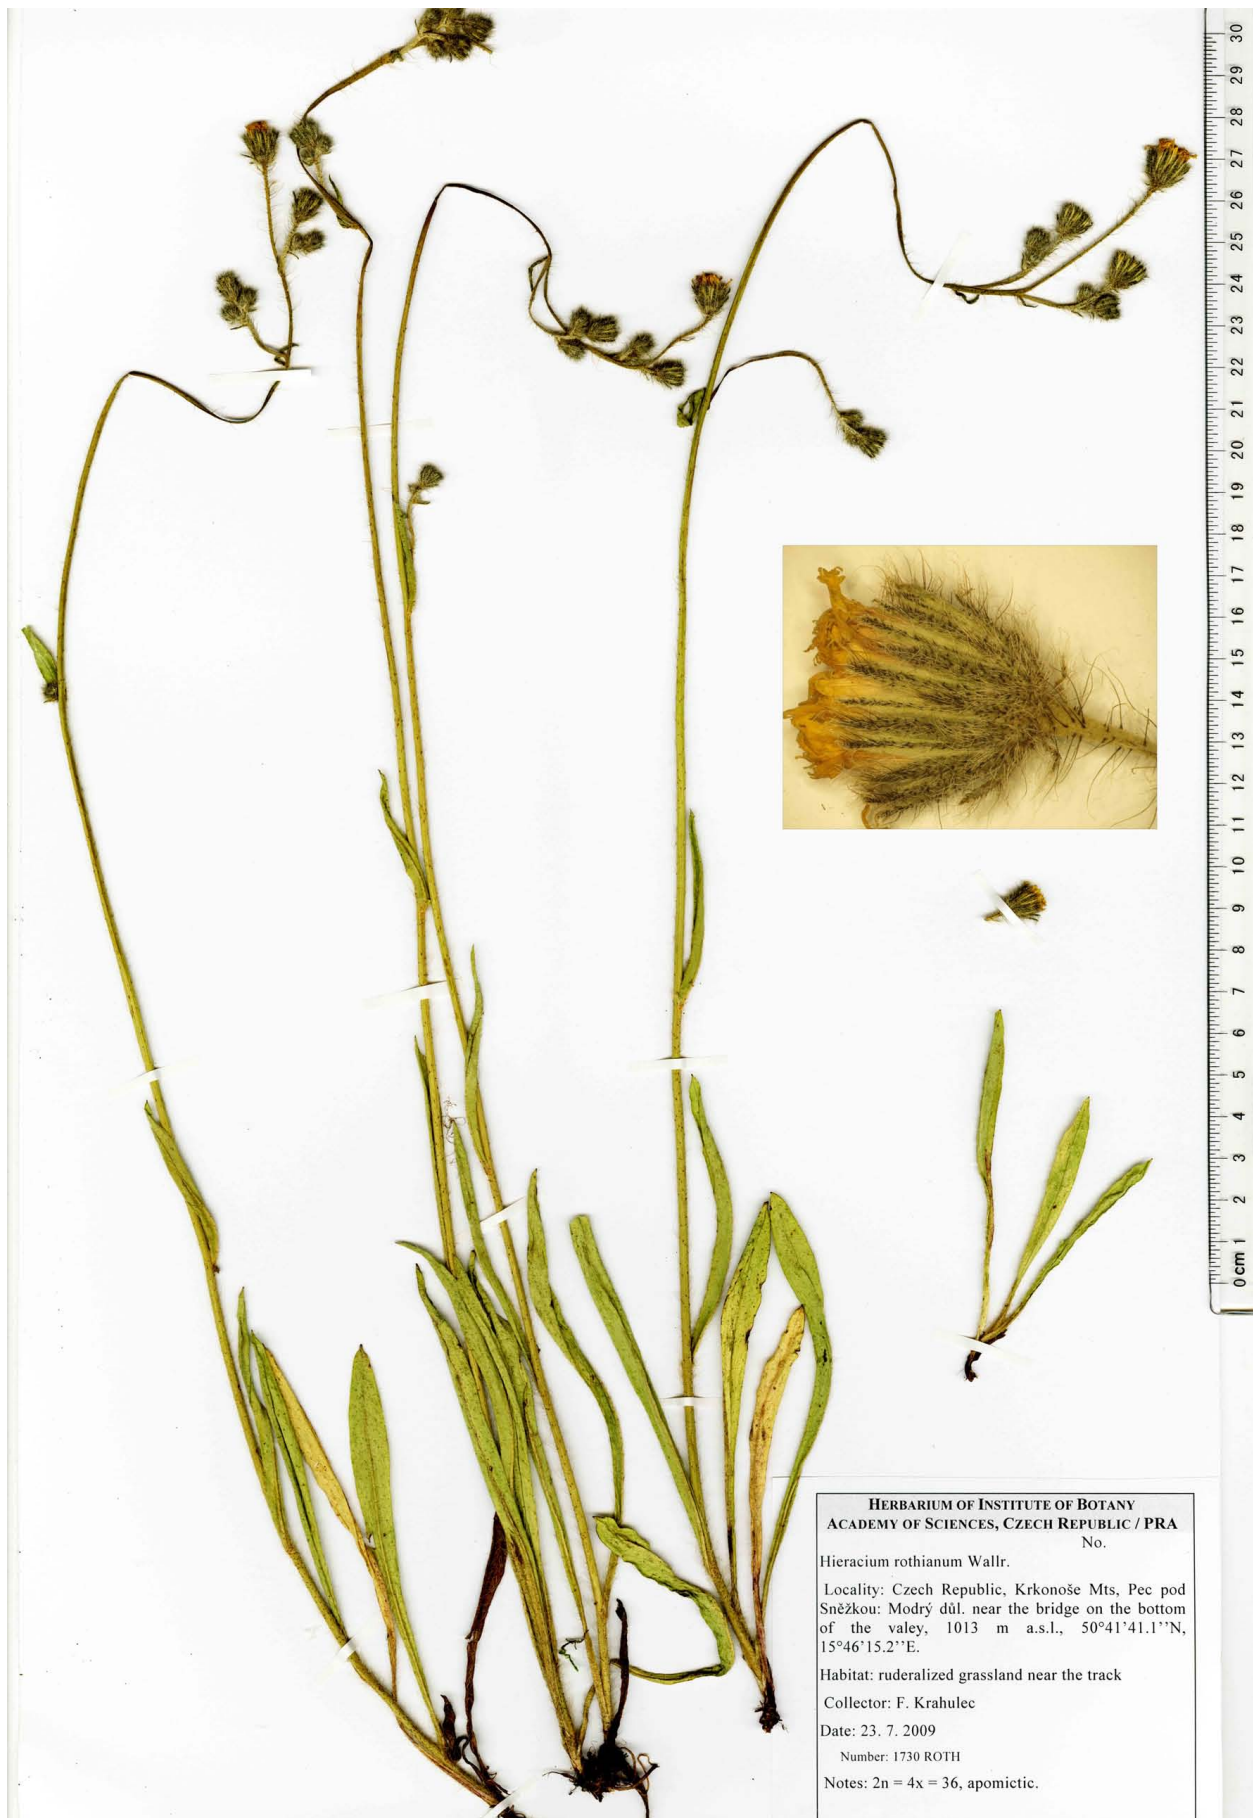 30
29
28
27
26
25
24
23
22
21
20
19
18
17
16
15
14
13
12
11
10
9
8
7
6
5
4
3
2
1
0 cm
HERBARIUM OF INSTITUTE OF BOTANY
ACADEMY OF SCIENCES, CZECH REPUBLIC / PRA
No.
Hieracium rothianum Wallr.
Locality: Czech Republic, Krkonoše Mts, Pec pod
Sněžkou: Modrý důl. near the bridge on the bottom
of the valey, 1013 m a.s.l., 50°41'41.1''N,
15°46'15.2''E.
Habitat: ruderalized grassland near the track
Collector: F. Krahulec
Date: 23. 7. 2009
Number: 1730 ROTH
Notes: 2n = 4x = 36, apomictic.